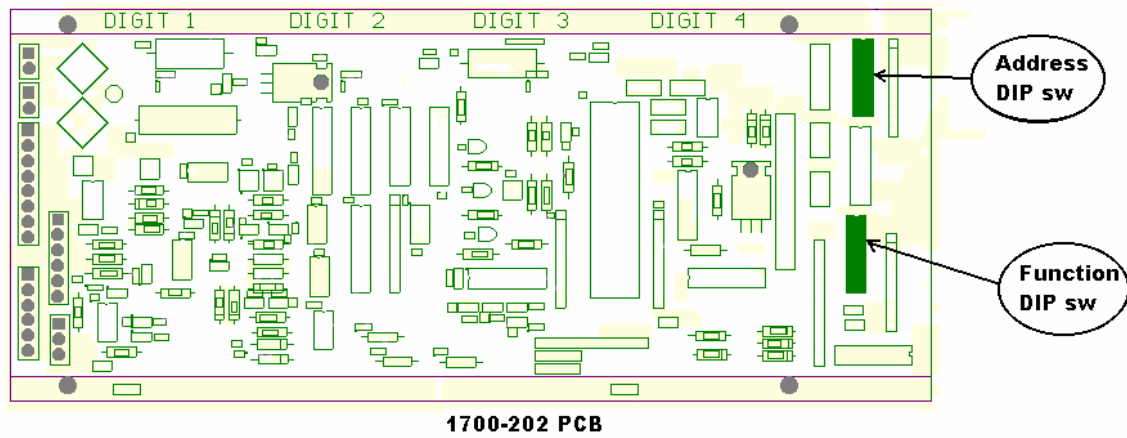 DIGIT 1 DIGIT 2 DIGIT 3 DIGIT 4
Address
DIP sw
Function
DIP sw
1700-202 PCB